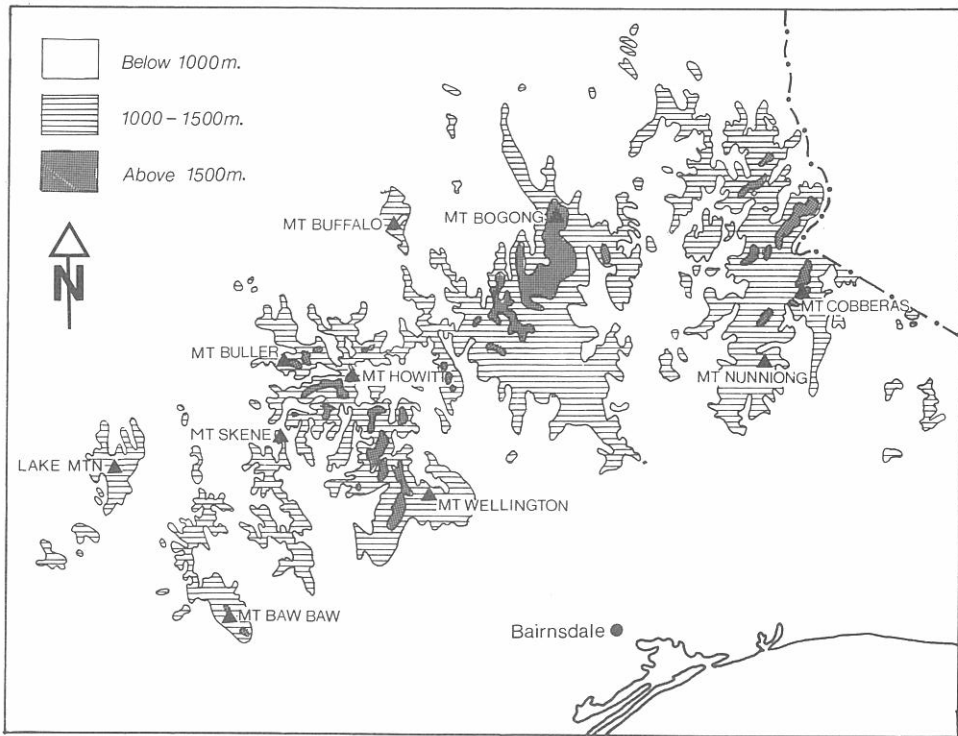 Below 1000m.
1000-1500m.
Above 1500m.
N
MT BUFFALO
MT BOGONG
MT COBBERAS
MT BULLER
MT HOWITT
MT NUNNIONG
MT SKENE
LAKE MTN
MT WELLINGTON
MT BAW BAW
Bairnsdale